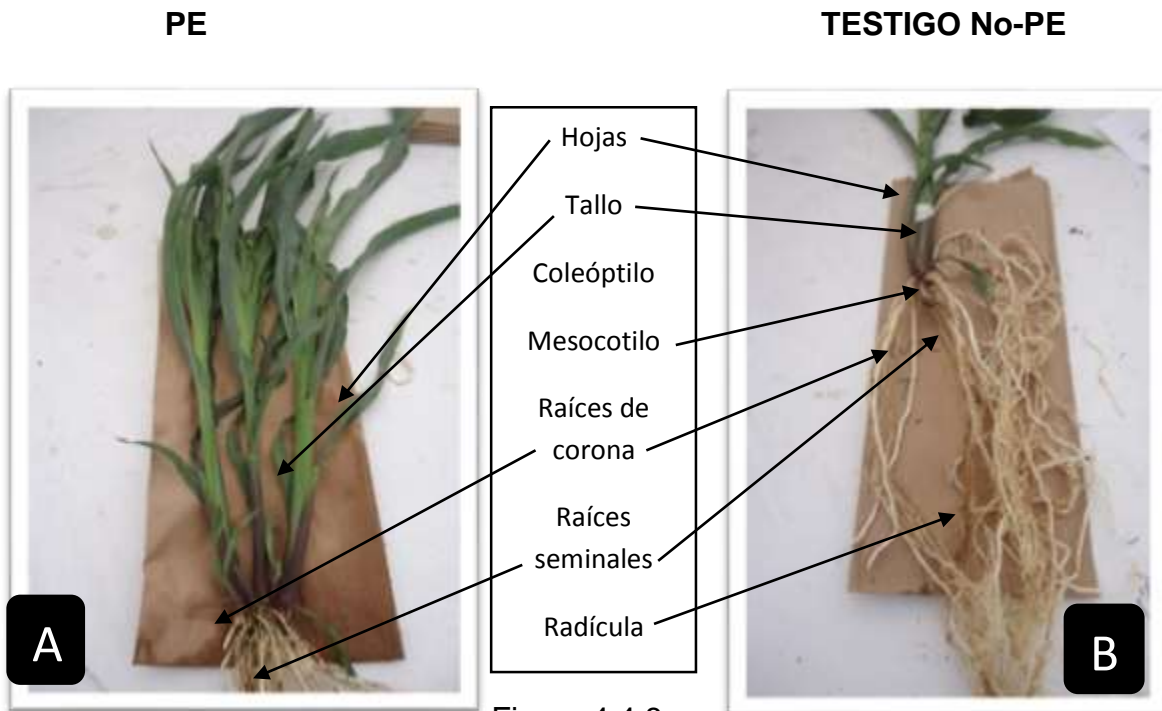 PE
TESTIGO No-PE
Hojas
Tallo
Coleóptilo
Mesocotilo
Raíces de
corona
Raíces
seminales
Radícula
A
B